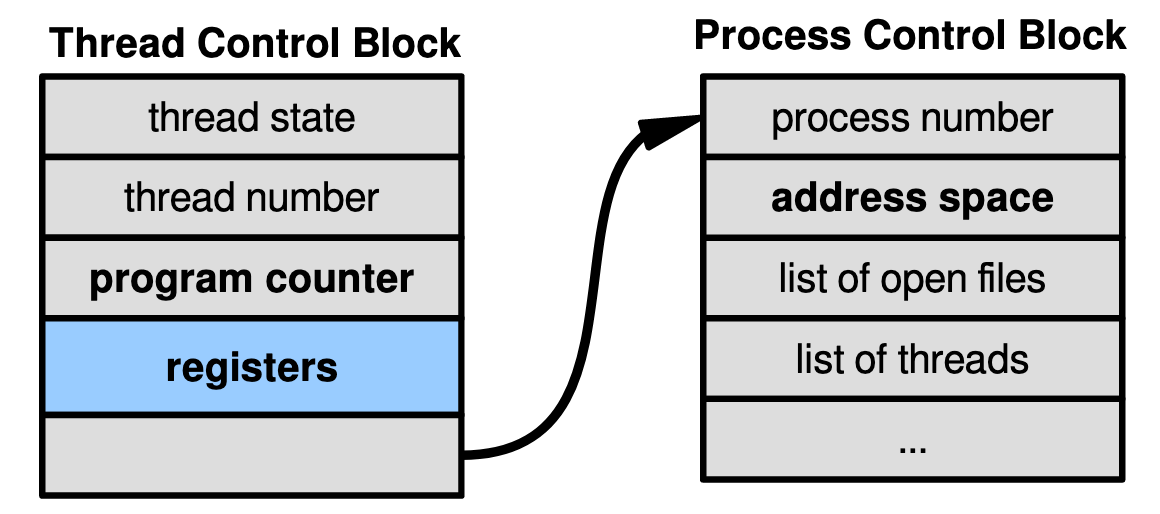 Thread Control Block
thread state
thread number
program counter
registers
Process Control Block
process number
address space
list of open files
list of threads
...